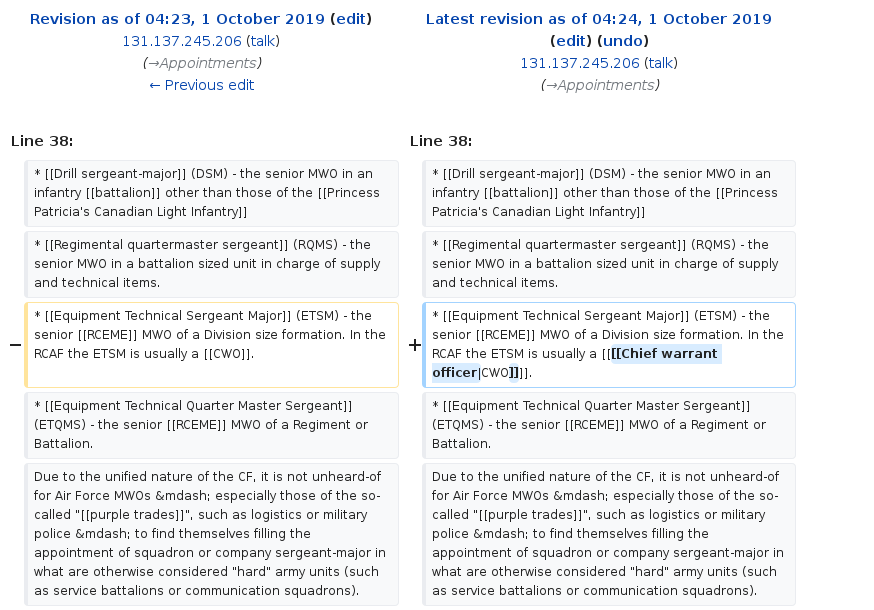 Revision as of 04:23, 1 October 2019 (edit)
131.137.245.206 (talk)
(→Appointments)
← Previous edit
Latest revision as of 04:24, 1 October 2019
(edit) (undo)
131.137.245.206 (talk)
(→Appointments)
Line 38:
Line 38:
* [[Drill sergeant-major]] (DSM) - the senior MWO in an
infantry [[battalion]] other than those of the [[Princess
Patricia's Canadian Light Infantry]]
* [[Drill sergeant-major]] (DSM) - the senior MWO in an
infantry [[battalion]] other than those of the [[Princess
Patricia's Canadian Light Infantry]]
* [[Regimental quartermaster sergeant]] (RQMS) - the
senior MWO in a battalion sized unit in charge of supply
and technical items.
* [[Regimental quartermaster sergeant]] (RQMS) - the
senior MWO in a battalion sized unit in charge of supply
and technical items.
−
* [[Equipment Technical Sergeant Major]] (ETSM) - the
senior [[RCEME]] MWO of a Division size formation. In the
RCAF the ETSM is usually a [[CWO]].
+
* [[Equipment Technical Sergeant Major]] (ETSM) - the
senior [[RCEME]] MWO of a Division size formation. In the
RCAF the ETSM is usually a [[[[Chief warrant
officer|CWO]]]].
* [[Equipment Technical Quarter Master Sergeant]]
(ETQMS) - the senior [[RCEME]] MWO of a Regiment or
Battalion.
* [[Equipment Technical Quarter Master Sergeant]]
(ETQMS) - the senior [[RCEME]] MWO of a Regiment or
Battalion.
Due to the unified nature of the CF, it is not unheard-of
for Air Force MWOs &mdash; especially those of the so-
called "[[purple trades]]", such as logistics or military
police &mdash; to find themselves filling the
appointment of squadron or company sergeant-major in
what are otherwise considered "hard" army units (such
as service battalions or communication squadrons).
Due to the unified nature of the CF, it is not unheard-of
for Air Force MWOs &mdash; especially those of the so-
called "[[purple trades]]", such as logistics or military
police &mdash; to find themselves filling the
appointment of squadron or company sergeant-major in
what are otherwise considered "hard" army units (such
as service battalions or communication squadrons).